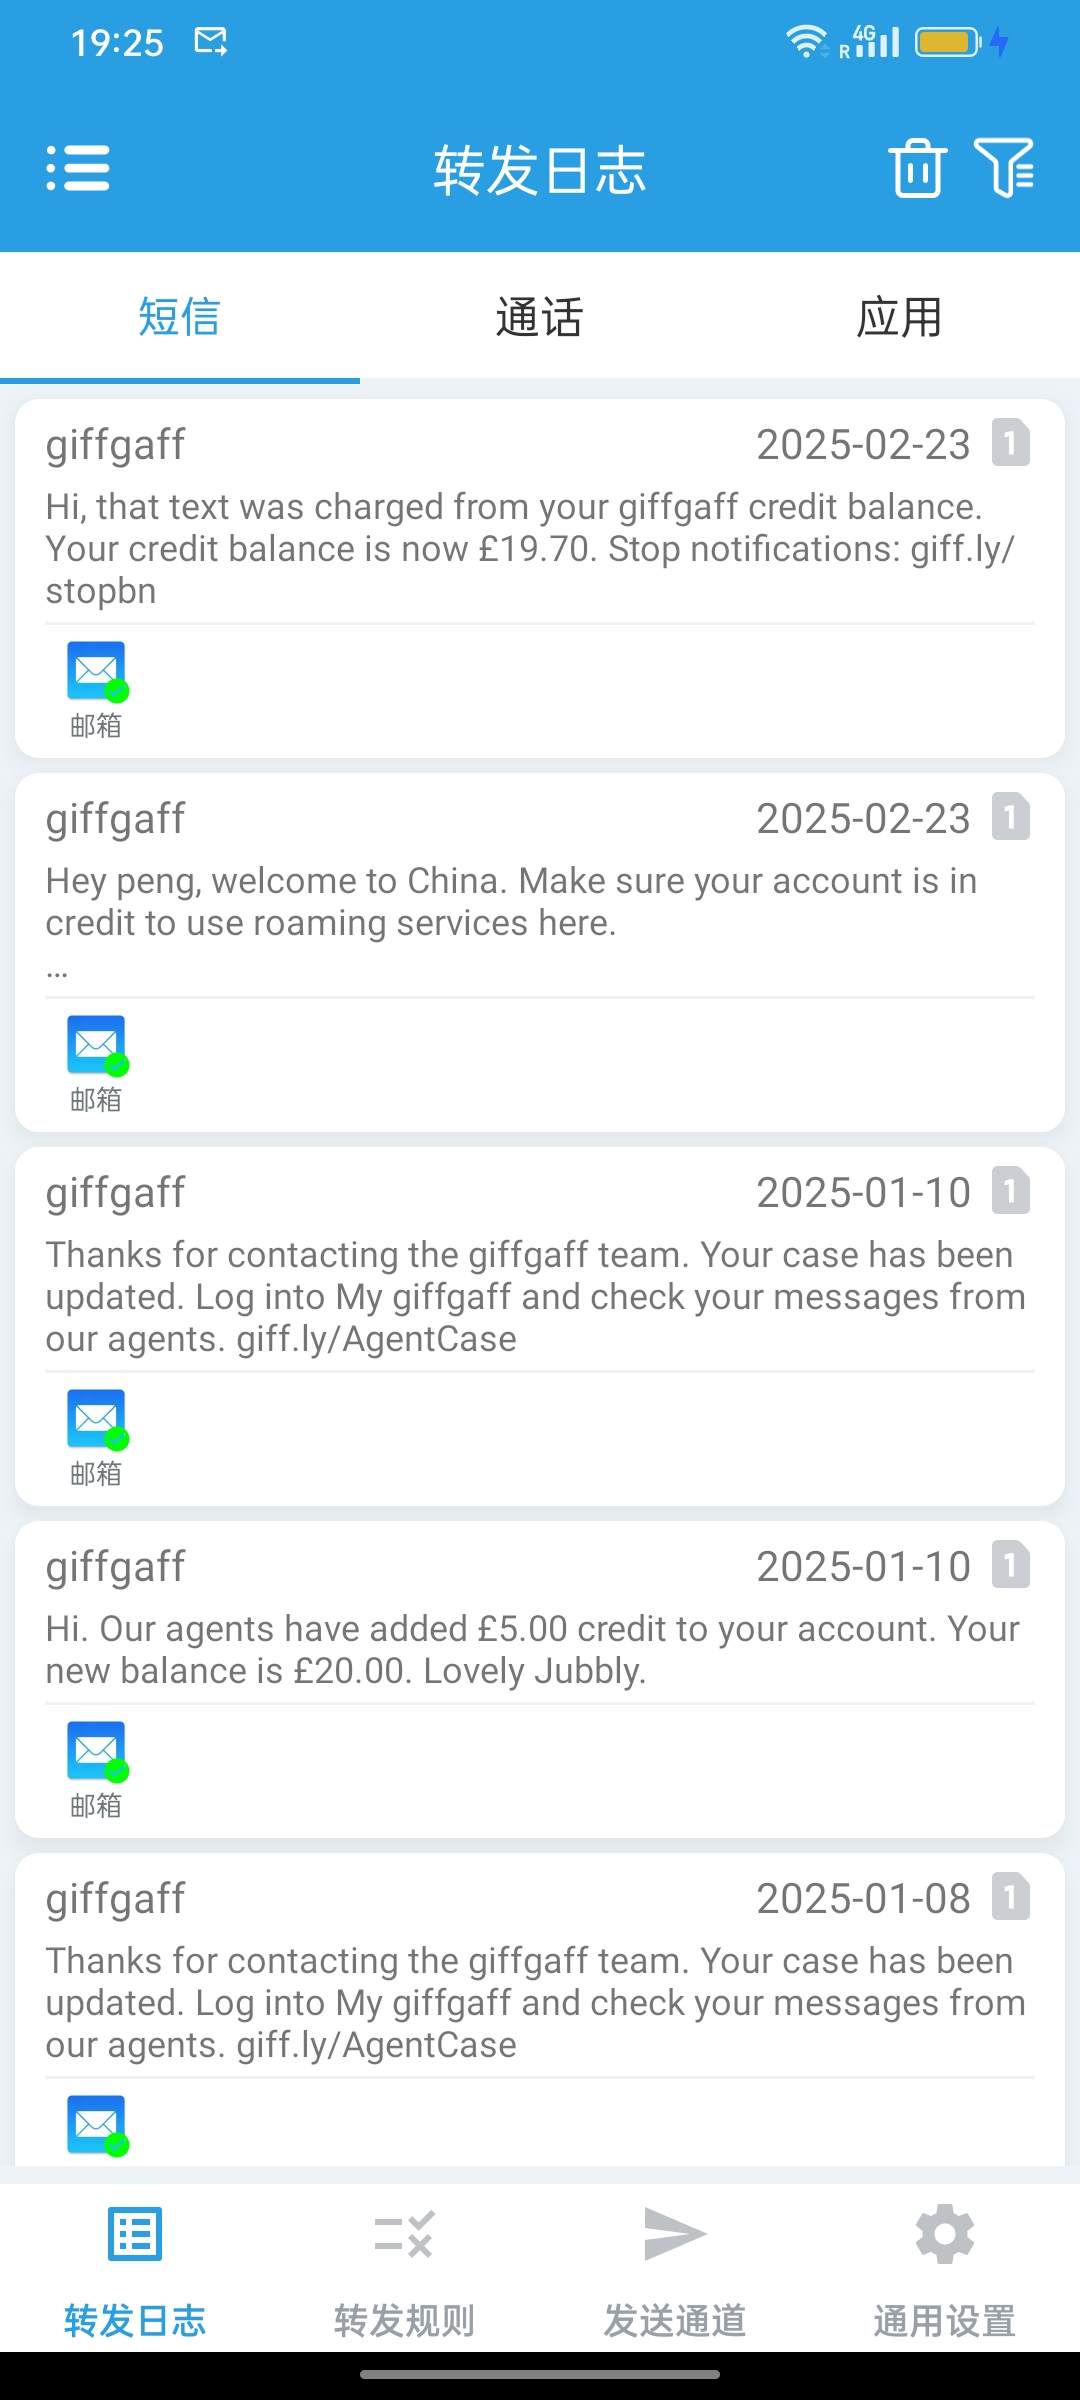 19:25
R 4G
转发日志
短信 通话 应用
giffgaff 2025-02-23 1
Hi, that text was charged from your giffgaff credit balance.
Your credit balance is now £19.70. Stop notifications: giff.ly/
stopbn
邮箱
giffgaff 2025-02-23 1
Hey peng, welcome to China. Make sure your account is in
credit to use roaming services here.
...
邮箱
giffgaff 2025-01-10 1
Thanks for contacting the giffgaff team. Your case has been
updated. Log into My giffgaff and check your messages from
our agents. giff.ly/AgentCase
邮箱
giffgaff 2025-01-10 1
Hi. Our agents have added £5.00 credit to your account. Your
new balance is £20.00. Lovely Jubbly.
邮箱
giffgaff 2025-01-08 1
Thanks for contacting the giffgaff team. Your case has been
updated. Log into My giffgaff and check your messages from
our agents. giff.ly/AgentCase
转发日志 转发规则 发送通道 通用设置